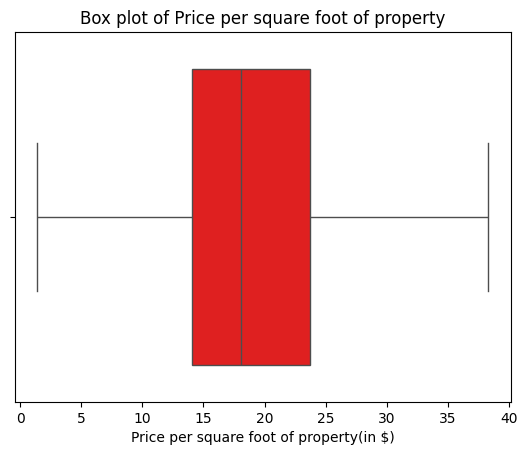 Box plot of Price per square foot of property
0 5 10 15 20 25 30 35 40
Price per square foot of property(in $)